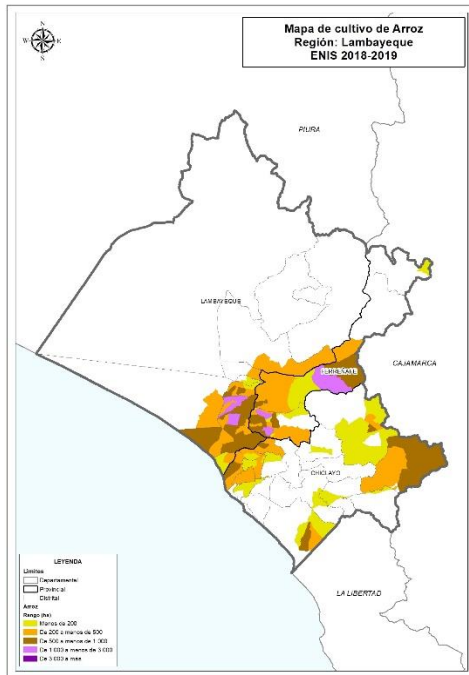 N
W
E
S
Mapa de cultivo de Arroz
Región: Lambayeque
ENIS 2018-2019
PIURA
LAMBAYEQUE
CAJAMARCA
FERREÑAFE
CHICLAYO
LA LIBERTAD
LEYENDA
Límites
Departamental
Provincial
Distrital
Arroz
Rango (ha)
Menos de 200
De 200 a menos de 500
De 500 a menos de 1 000
De 1 000 a menos de 3 000
De 3 000 a más